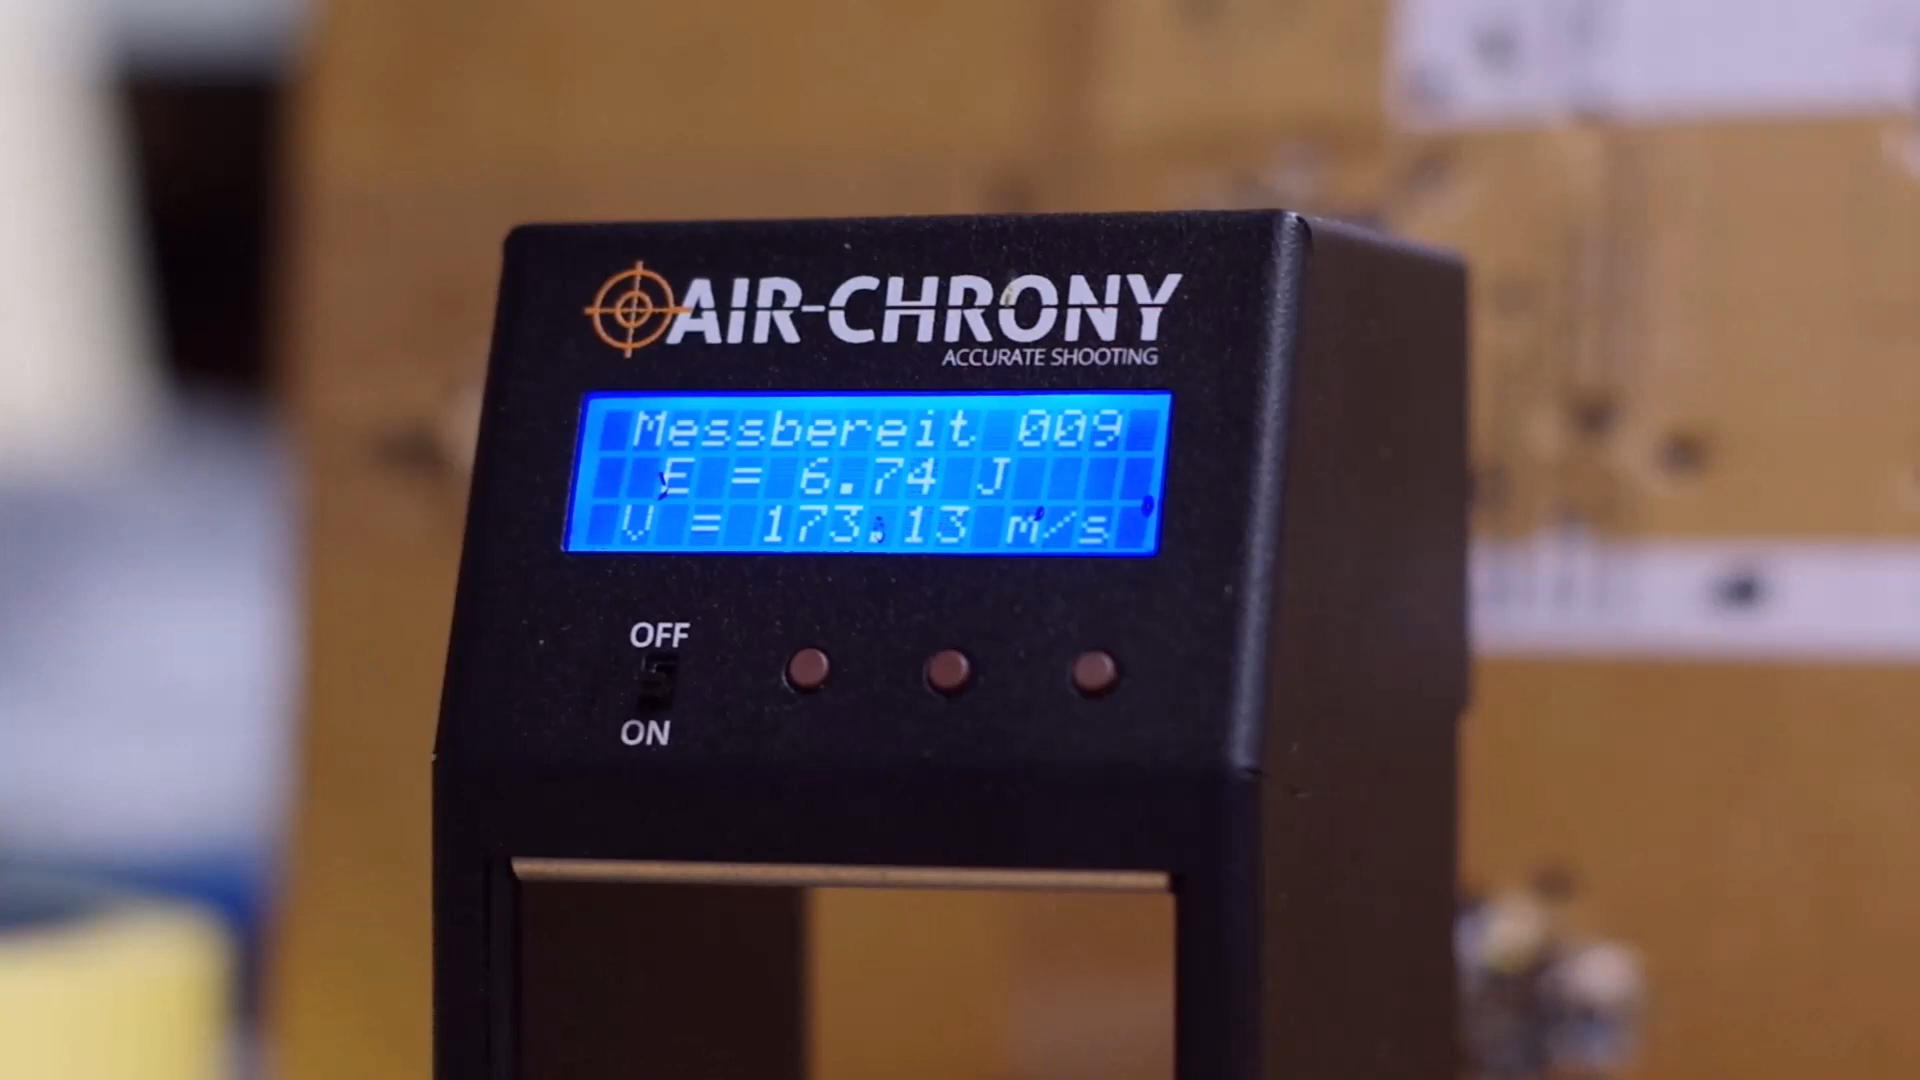 AIR-CHRONY
ACCURATE SHOOTING
Messbereit 009
E = 6.74 J
V = 173.13 m/s
OFF
ON